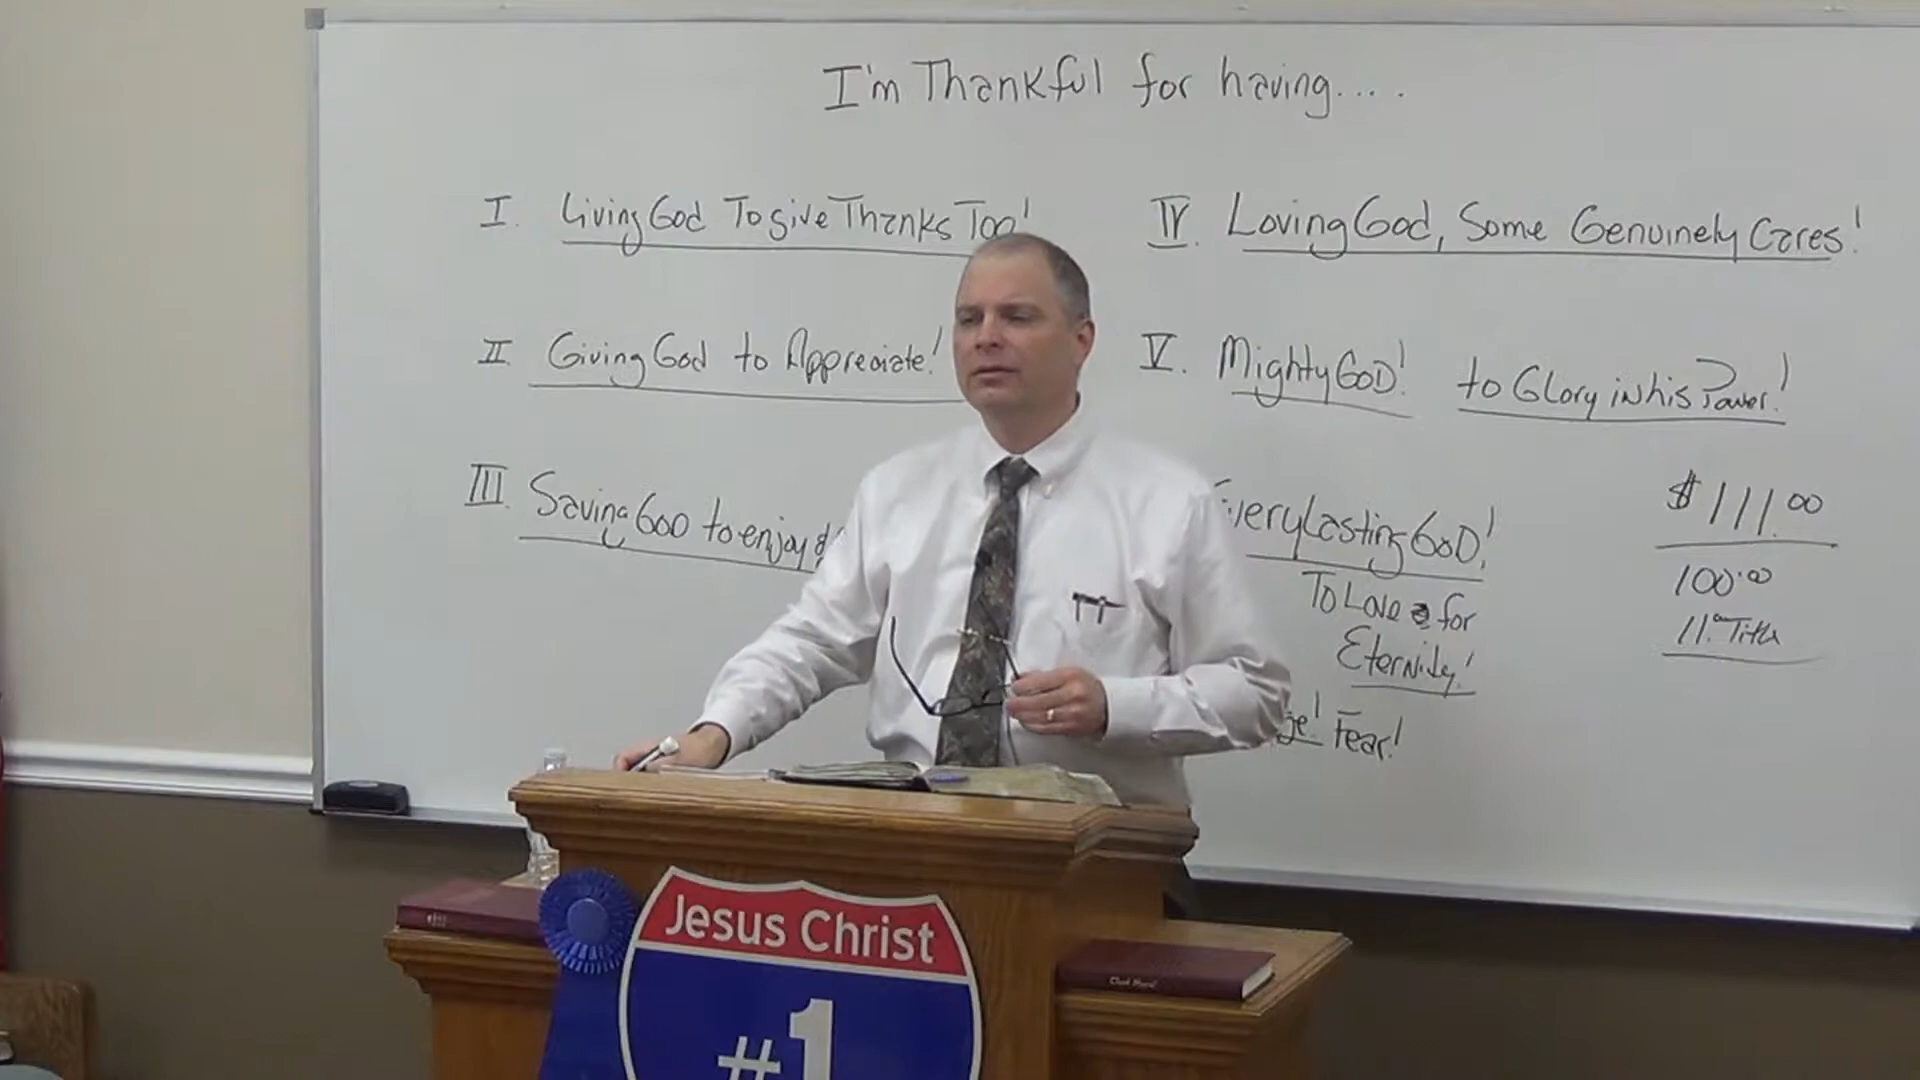 I'm Thankful for having....
I. Living God To give Thanks Too!
II Giving God to Appreciate!
III. Saving God to enjoy
IV. Loving God, Some Genuinely Cares!
V. Mighty GOD! to Glory in his Power!
EveryLasting GOD!
To Love for
Eternity!
Fear!
$111.00
100.00
11.00 Tith
Jesus Christ
#1